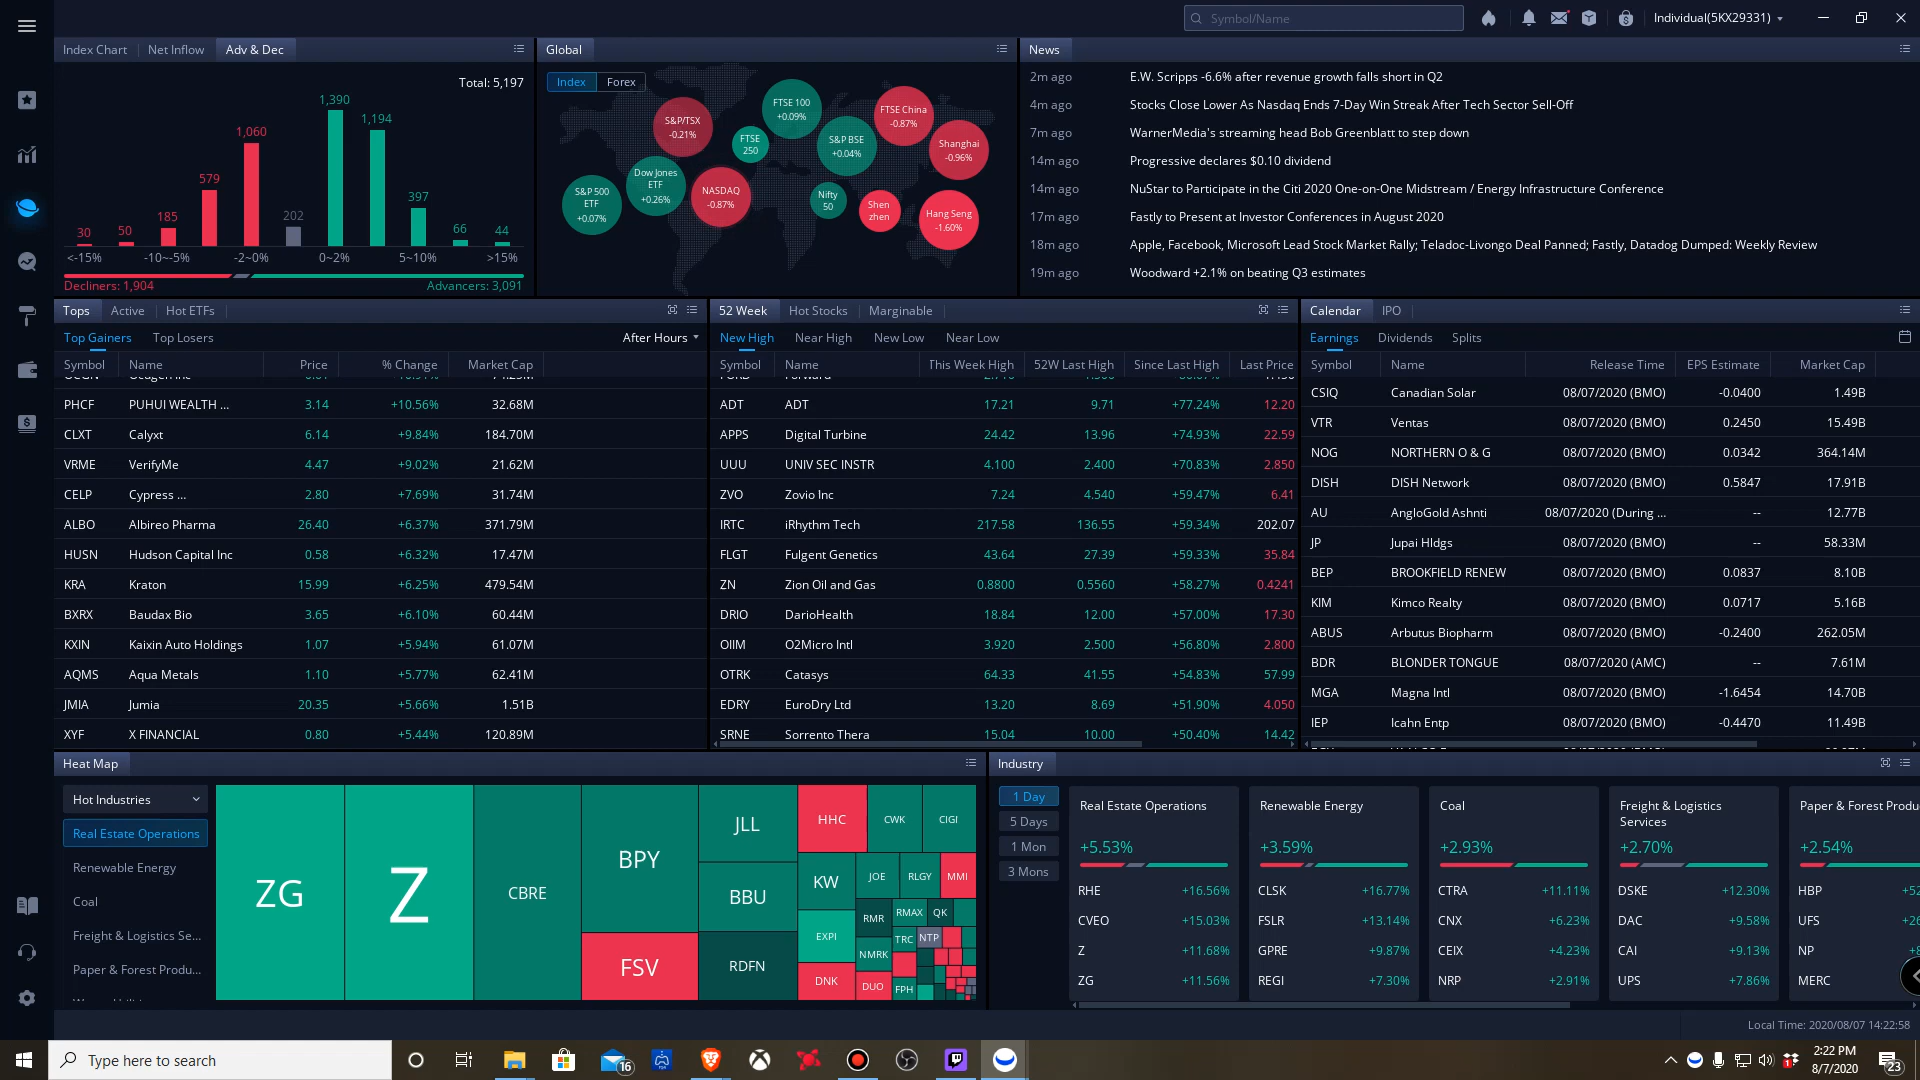 Symbol/Name
Individual(5KX29331)
Index Chart Net Inflow Adv & Dec
Total: 5,197
1,390
1,194
1,060
579
397
202
185
66
50
44
30
<-15% -10~-5% -2~0% 0~2% 5~10% >15%
Decliners: 1,904 Advancers: 3,091
Global
Index Forex
S&P/TSX
-0.21%
FTSE 100
+0.09%
FTSE
250
S&P BSE
+0.04%
FTSE China
-0.87%
Shanghai
-0.96%
S&P 500
ETF
+0.07%
Dow Jones
ETF
+0.26%
NASDAQ
-0.87%
Nifty
50
Shen
zhen
Hang Seng
-1.60%
News
2m ago E.W. Scripps -6.6% after revenue growth falls short in Q2
4m ago Stocks Close Lower As Nasdaq Ends 7-Day Win Streak After Tech Sector Sell-Off
7m ago WarnerMedia's streaming head Bob Greenblatt to step down
14m ago Progressive declares $0.10 dividend
14m ago NuStar to Participate in the Citi 2020 One-on-One Midstream / Energy Infrastructure Conference
17m ago Fastly to Present at Investor Conferences in August 2020
18m ago Apple, Facebook, Microsoft Lead Stock Market Rally; Teladoc-Livongo Deal Panned; Fastly, Datadog Dumped: Weekly Review
19m ago Woodward +2.1% on beating Q3 estimates
Tops Active Hot ETFs
Top Gainers Top Losers After Hours
Symbol Name Price % Change Market Cap
PHCF PUHUI WEALTH ... 3.14 +10.56% 32.68M
CLXT Calyxt 6.14 +9.84% 184.70M
VRME VerifyMe 4.47 +9.02% 21.62M
CELP Cypress ... 2.80 +7.69% 31.74M
ALBO Albireo Pharma 26.40 +6.37% 371.79M
HUSN Hudson Capital Inc 0.58 +6.32% 17.47M
KRA Kraton 15.99 +6.25% 479.54M
BXRX Baudax Bio 3.65 +6.10% 60.44M
KXIN Kaixin Auto Holdings 1.07 +5.94% 61.07M
AQMS Aqua Metals 1.10 +5.77% 62.41M
JMIA Jumia 20.35 +5.66% 1.51B
XYF X FINANCIAL 0.80 +5.44% 120.89M
52 Week Hot Stocks Marginable
New High Near High New Low Near Low
Symbol Name This Week High 52W Last High Since Last High Last Price
ADT ADT 17.21 9.71 +77.24% 12.20
APPS Digital Turbine 24.42 13.96 +74.93% 22.59
UUU UNIV SEC INSTR 4.100 2.400 +70.83% 2.850
ZVO Zovio Inc 7.24 4.540 +59.47% 6.41
IRTC iRhythm Tech 217.58 136.55 +59.34% 202.07
FLGT Fulgent Genetics 43.64 27.39 +59.33% 35.84
ZN Zion Oil and Gas 0.8800 0.5560 +58.27% 0.4241
DRIO DarioHealth 18.84 12.00 +57.00% 17.30
OIIM O2Micro Intl 3.920 2.500 +56.80% 2.800
OTRK Catasys 64.33 41.55 +54.83% 57.99
EDRY EuroDry Ltd 13.20 8.69 +51.90% 4.050
SRNE Sorrento Thera 15.04 10.00 +50.40% 14.42
Calendar IPO
Earnings Dividends Splits
Symbol Name Release Time EPS Estimate Market Cap
CSIQ Canadian Solar 08/07/2020 (BMO) -0.0400 1.49B
VTR Ventas 08/07/2020 (BMO) 0.2450 15.49B
NOG NORTHERN O & G 08/07/2020 (BMO) 0.0342 364.14M
DISH DISH Network 08/07/2020 (BMO) 0.5847 17.91B
AU AngloGold Ashnti 08/07/2020 (During ... -- 12.77B
JP Jupai Hldgs 08/07/2020 (BMO) -- 58.33M
BEP BROOKFIELD RENEW 08/07/2020 (BMO) 0.0837 8.10B
KIM Kimco Realty 08/07/2020 (BMO) 0.0717 5.16B
ABUS Arbutus Biopharm 08/07/2020 (BMO) -0.2400 262.05M
BDR BLONDER TONGUE 08/07/2020 (AMC) -- 7.61M
MGA Magna Intl 08/07/2020 (BMO) -1.6454 14.70B
IEP Icahn Entp 08/07/2020 (BMO) -0.4470 11.49B
Heat Map
Hot Industries
Real Estate Operations
Renewable Energy
Coal
Freight & Logistics Se...
Paper & Forest Produ...
ZG Z CBRE BPY FSV JLL BBU RDFN
HHC CWK CIGI
KW JOE RLGY MMI
EXPI RMR RMAX QK
TRC NTP
NMRK
DNK DUO FPH
Industry
1 Day
5 Days
1 Mon
3 Mons
Real Estate Operations
+5.53%
RHE +16.56%
CVEO +15.03%
Z +11.68%
ZG +11.56%
Renewable Energy
+3.59%
CLSK +16.77%
FSLR +13.14%
GPRE +9.87%
REGI +7.30%
Coal
+2.93%
CTRA +11.11%
CNX +6.23%
CEIX +4.23%
NRP +2.91%
Freight & Logistics
Services
+2.70%
DSKE +12.30%
DAC +9.58%
CAI +9.13%
UPS +7.86%
Paper & Forest Produ
+2.54%
HBP +52
UFS +26
NP
MERC
Local Time: 2020/08/07 14:22:58
Type here to search
16
1
2:22 PM
8/7/2020
23